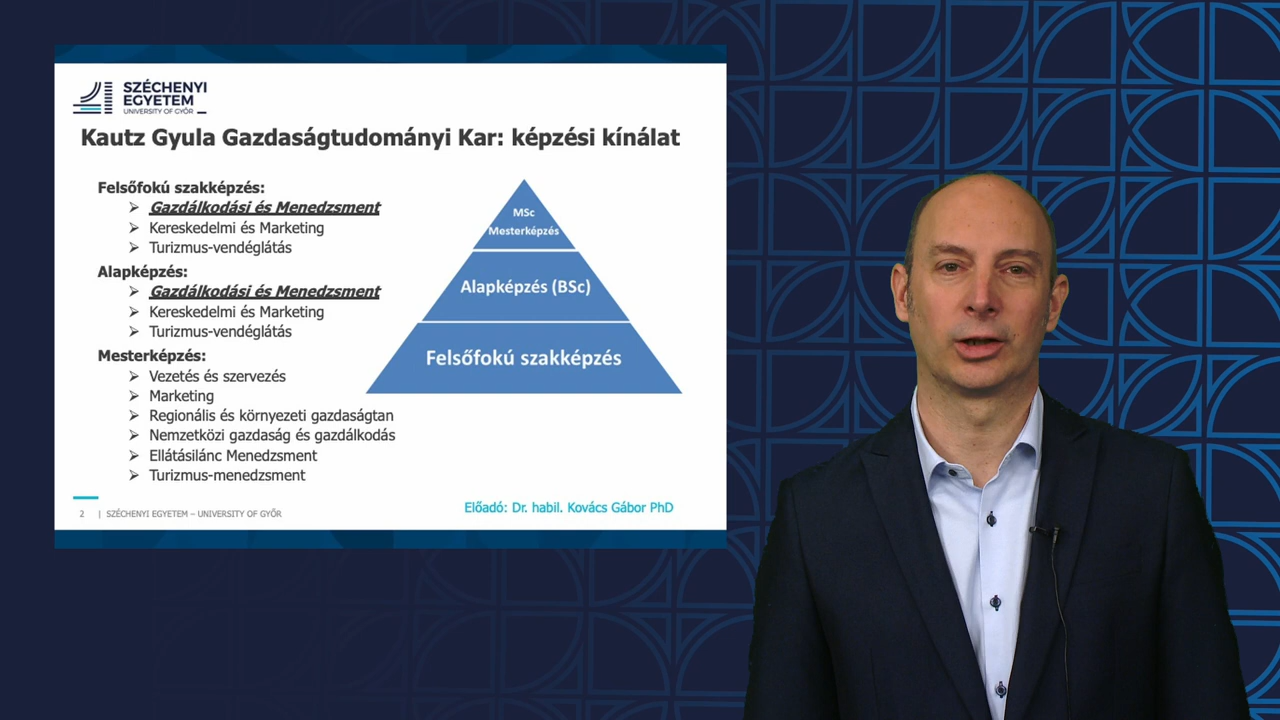 SZÉCHENYI
EGYETEM
UNIVERSITY OF GYŐR
Kautz Gyula Gazdaságtudományi Kar: képzési kínálat
Felsőfokú szakképzés:
Gazdálkodási és Menedzsment
Kereskedelmi és Marketing
Turizmus-vendéglátás
Alapképzés:
Gazdálkodási és Menedzsment
Kereskedelmi és Marketing
Turizmus-vendéglátás
Mesterképzés:
Vezetés és szervezés
Marketing
Regionális és környezeti gazdaságtan
Nemzetközi gazdaság és gazdálkodás
Ellátásilánc Menedzsment
Turizmus-menedzsment
MSc
Mesterképzés
Alapképzés (BSc)
Felsőfokú szakképzés
2 | SZÉCHENYI EGYETEM – UNIVERSITY OF GYŐR
Előadó: Dr. habil. Kovács Gábor PhD